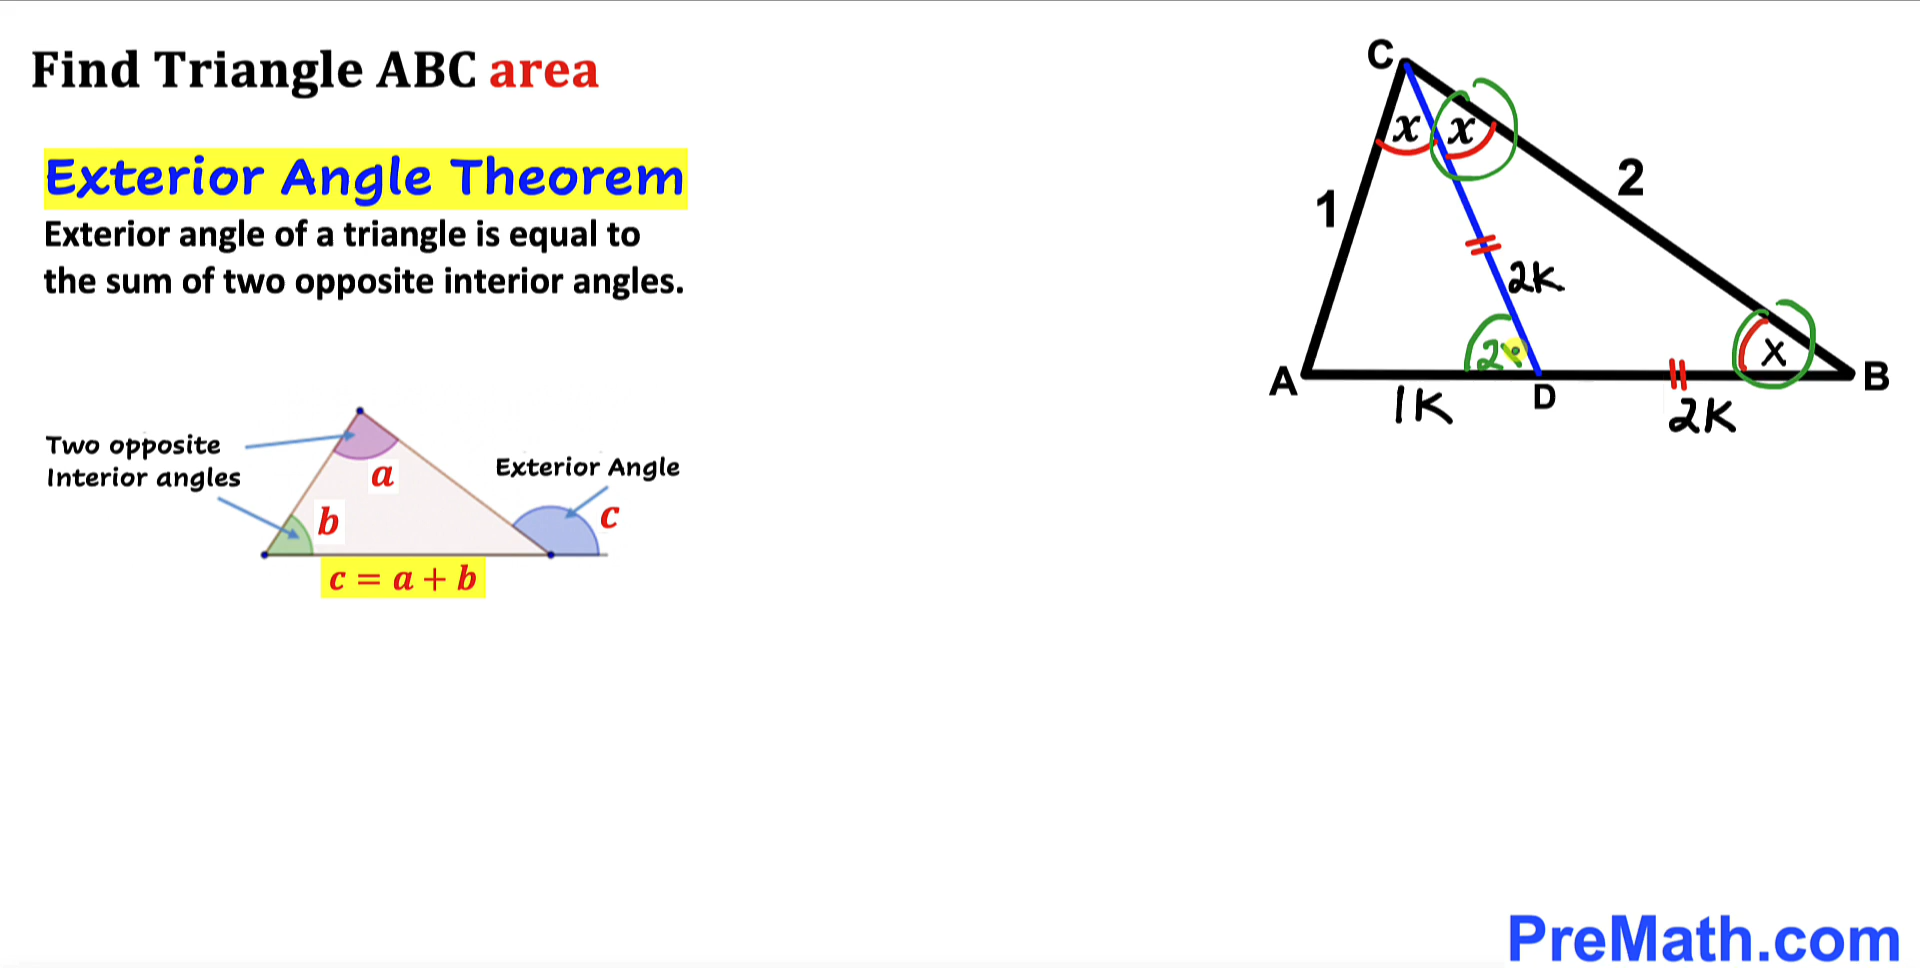 Find Triangle ABC area
Exterior Angle Theorem
Exterior angle of a triangle is equal to
the sum of two opposite interior angles.
Two opposite
Interior angles
a
b
Exterior Angle
c
c = a + b
C
x x
1
2
2K
2
x
A
D
B
1K
2K
PreMath.com